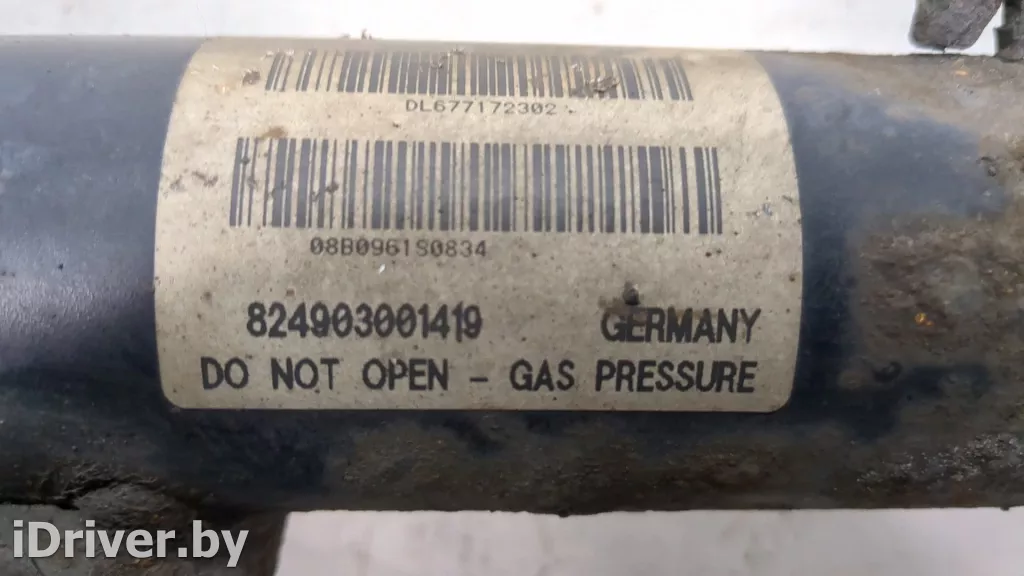 DL677172302
08B0961S0834
824903001419 GERMANY
DO NOT OPEN - GAS PRESSURE
iDriver.by